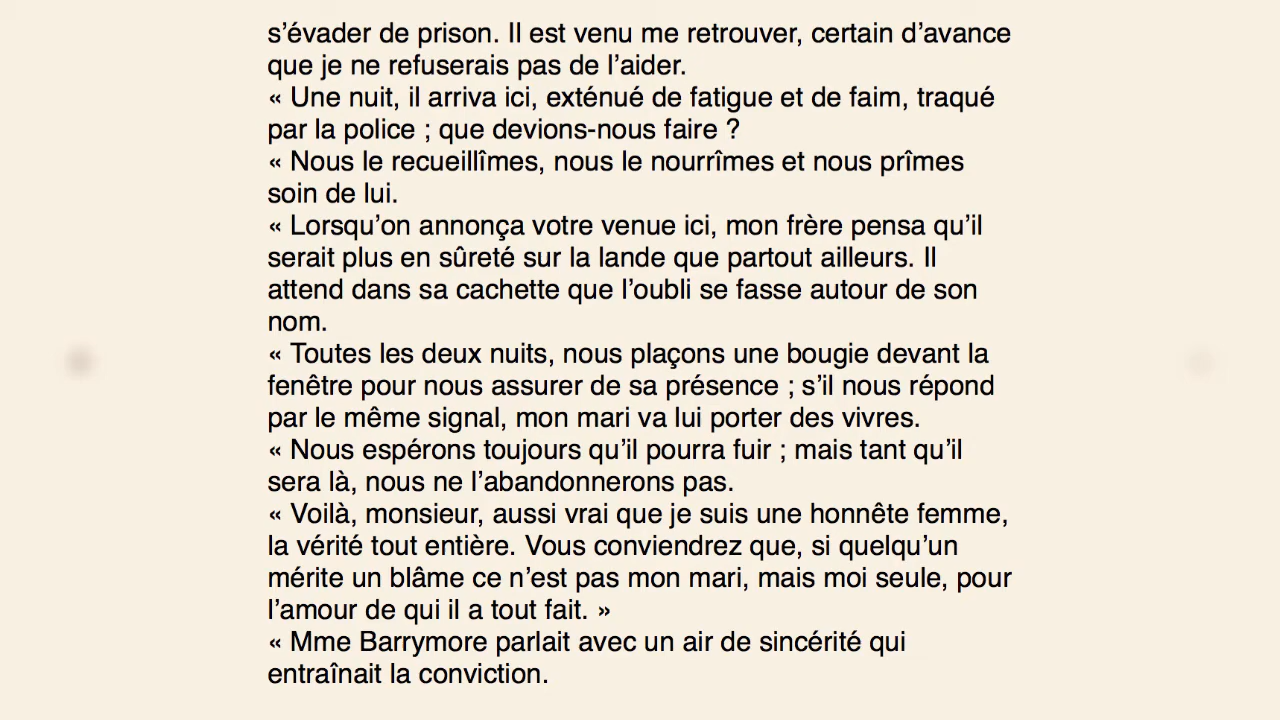 s’évader de prison. Il est venu me retrouver, certain d’avance
que je ne refuserais pas de l’aider.
« Une nuit, il arriva ici, exténué de fatigue et de faim, traqué
par la police ; que devions-nous faire ?
« Nous le recueillîmes, nous le nourrîmes et nous prîmes
soin de lui.
« Lorsqu’on annonça votre venue ici, mon frère pensa qu’il
serait plus en sûreté sur la lande que partout ailleurs. Il
attend dans sa cachette que l’oubli se fasse autour de son
nom.
« Toutes les deux nuits, nous plaçons une bougie devant la
fenêtre pour nous assurer de sa présence ; s’il nous répond
par le même signal, mon mari va lui porter des vivres.
« Nous espérons toujours qu’il pourra fuir ; mais tant qu’il
sera là, nous ne l’abandonnerons pas.
« Voilà, monsieur, aussi vrai que je suis une honnête femme,
la vérité tout entière. Vous conviendrez que, si quelqu’un
mérite un blâme ce n’est pas mon mari, mais moi seule, pour
l’amour de qui il a tout fait. »
« Mme Barrymore parlait avec un air de sincérité qui
entraînait la conviction.